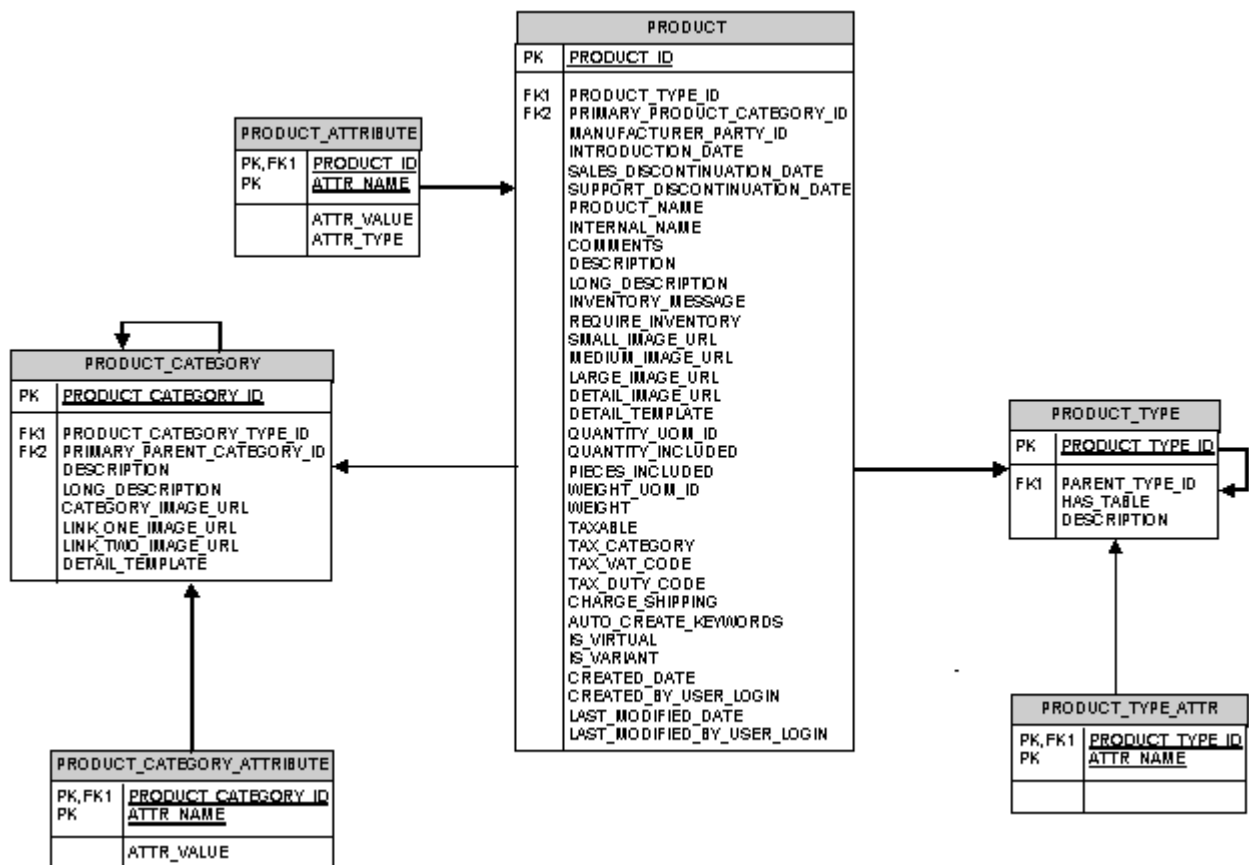 PRODUCT
PK PRODUCT_ID
FK1 PRODUCT_TYPE_ID
FK2 PRIMARY_PRODUCT_CATEGORY_ID
MANUFACTURER_PARTY_ID
INTRODUCTION_DATE
SALES_DISCONTINUATION_DATE
SUPPORT_DISCONTINUATION_DATE
PRODUCT_NAME
INTERNAL_NAME
COMMENTS
DESCRIPTION
LONG_DESCRIPTION
INVENTORY_MESSAGE
REQUIRE_INVENTORY
SMALL_IMAGE_URL
MEDIUM_IMAGE_URL
LARGE_IMAGE_URL
DETAIL_IMAGE_URL
DETAIL_TEMPLATE
QUANTITY_UOM_ID
QUANTITY_INCLUDED
PIECES_INCLUDED
WEIGHT_UOM_ID
WEIGHT
TAXABLE
TAX_CATEGORY
TAX_VAT_CODE
TAX_DUTY_CODE
CHARGE_SHIPPING
AUTO_CREATE_KEYWORDS
IS_VIRTUAL
IS_VARIANT
CREATED_DATE
CREATED_BY_USER_LOGIN
LAST_MODIFIED_DATE
LAST_MODIFIED_BY_USER_LOGIN
PRODUCT_ATTRIBUTE
PK,FK1 PRODUCT_ID
PK ATTR_NAME
ATTR_VALUE
ATTR_TYPE
PRODUCT_CATEGORY
PK PRODUCT_CATEGORY_ID
FK1 PRODUCT_CATEGORY_TYPE_ID
FK2 PRIMARY_PARENT_CATEGORY_ID
DESCRIPTION
LONG_DESCRIPTION
CATEGORY_IMAGE_URL
LINK_ONE_IMAGE_URL
LINK_TWO_IMAGE_URL
DETAIL_TEMPLATE
PRODUCT_TYPE
PK PRODUCT_TYPE_ID
FK1 PARENT_TYPE_ID
HAS_TABLE
DESCRIPTION
PRODUCT_TYPE_ATTR
PK,FK1 PRODUCT_TYPE_ID
PK ATTR_NAME
PRODUCT_CATEGORY_ATTRIBUTE
PK,FK1 PRODUCT_CATEGORY_ID
PK ATTR_NAME
ATTR_VALUE